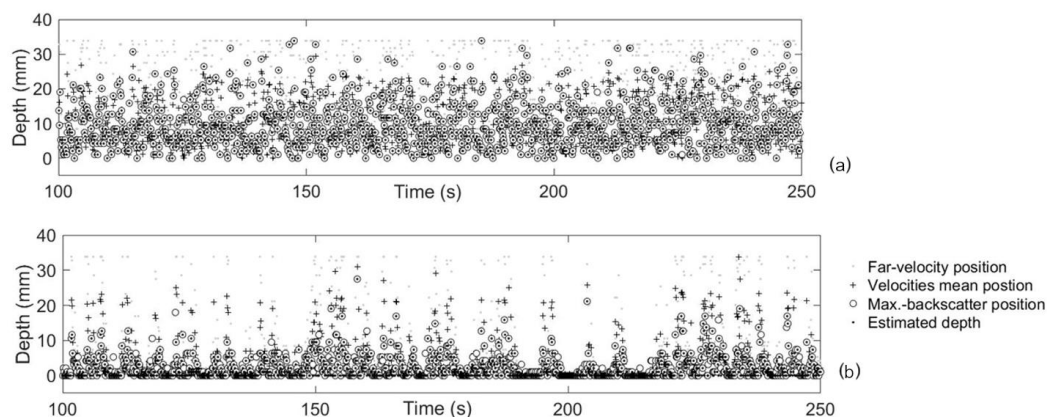 40
30
20
10
0
Depth (mm)
100
150
200
250
Time (s)
(a)
40
30
20
10
0
Depth (mm)
100
150
200
250
Time (s)
Far-velocity position
Velocities mean postion
Max.-backscatter position
Estimated depth
(b)